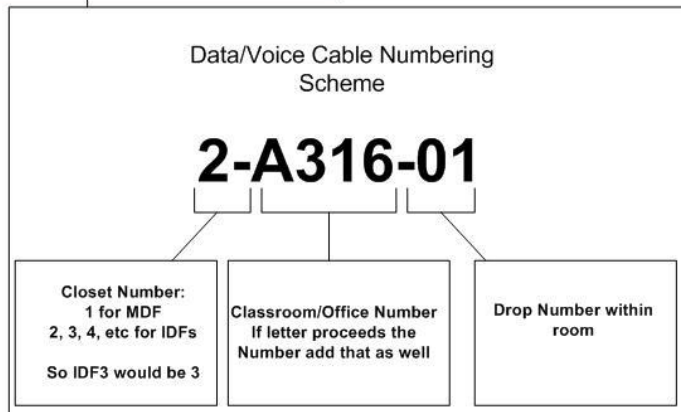 Data/Voice Cable Numbering
Scheme
2-A316-01
Closet Number:
1 for MDF
2, 3, 4, etc for IDFs
So IDF3 would be 3
Classroom/Office Number
If letter proceeds the
Number add that as well
Drop Number within
room